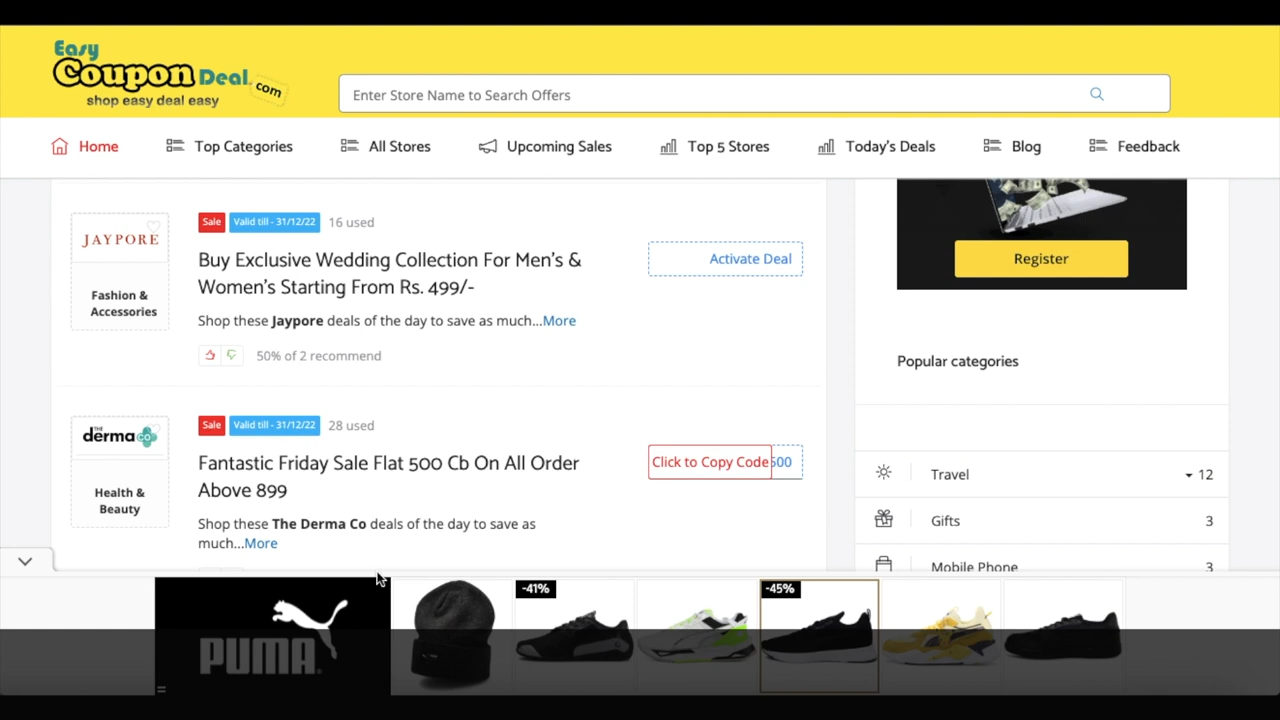 Easy
Coupon Deal.com
shop easy deal easy
Enter Store Name to Search Offers
Home
Top Categories
All Stores
Upcoming Sales
Top 5 Stores
Today's Deals
Blog
Feedback
JAYPORE
Fashion &
Accessories
Sale
Valid till - 31/12/22
16 used
Buy Exclusive Wedding Collection For Men's &
Women's Starting From Rs. 499/-
Shop these Jaypore deals of the day to save as much...More
50% of 2 recommend
Activate Deal
THE
derma co
Health &
Beauty
Sale
Valid till - 31/12/22
28 used
Fantastic Friday Sale Flat 500 Cb On All Order
Above 899
Shop these The Derma Co deals of the day to save as
much...More
Click to Copy Code
500
Register
Popular categories
Travel
12
Gifts
3
Mobile Phone
3
PUMA
-41%
-45%